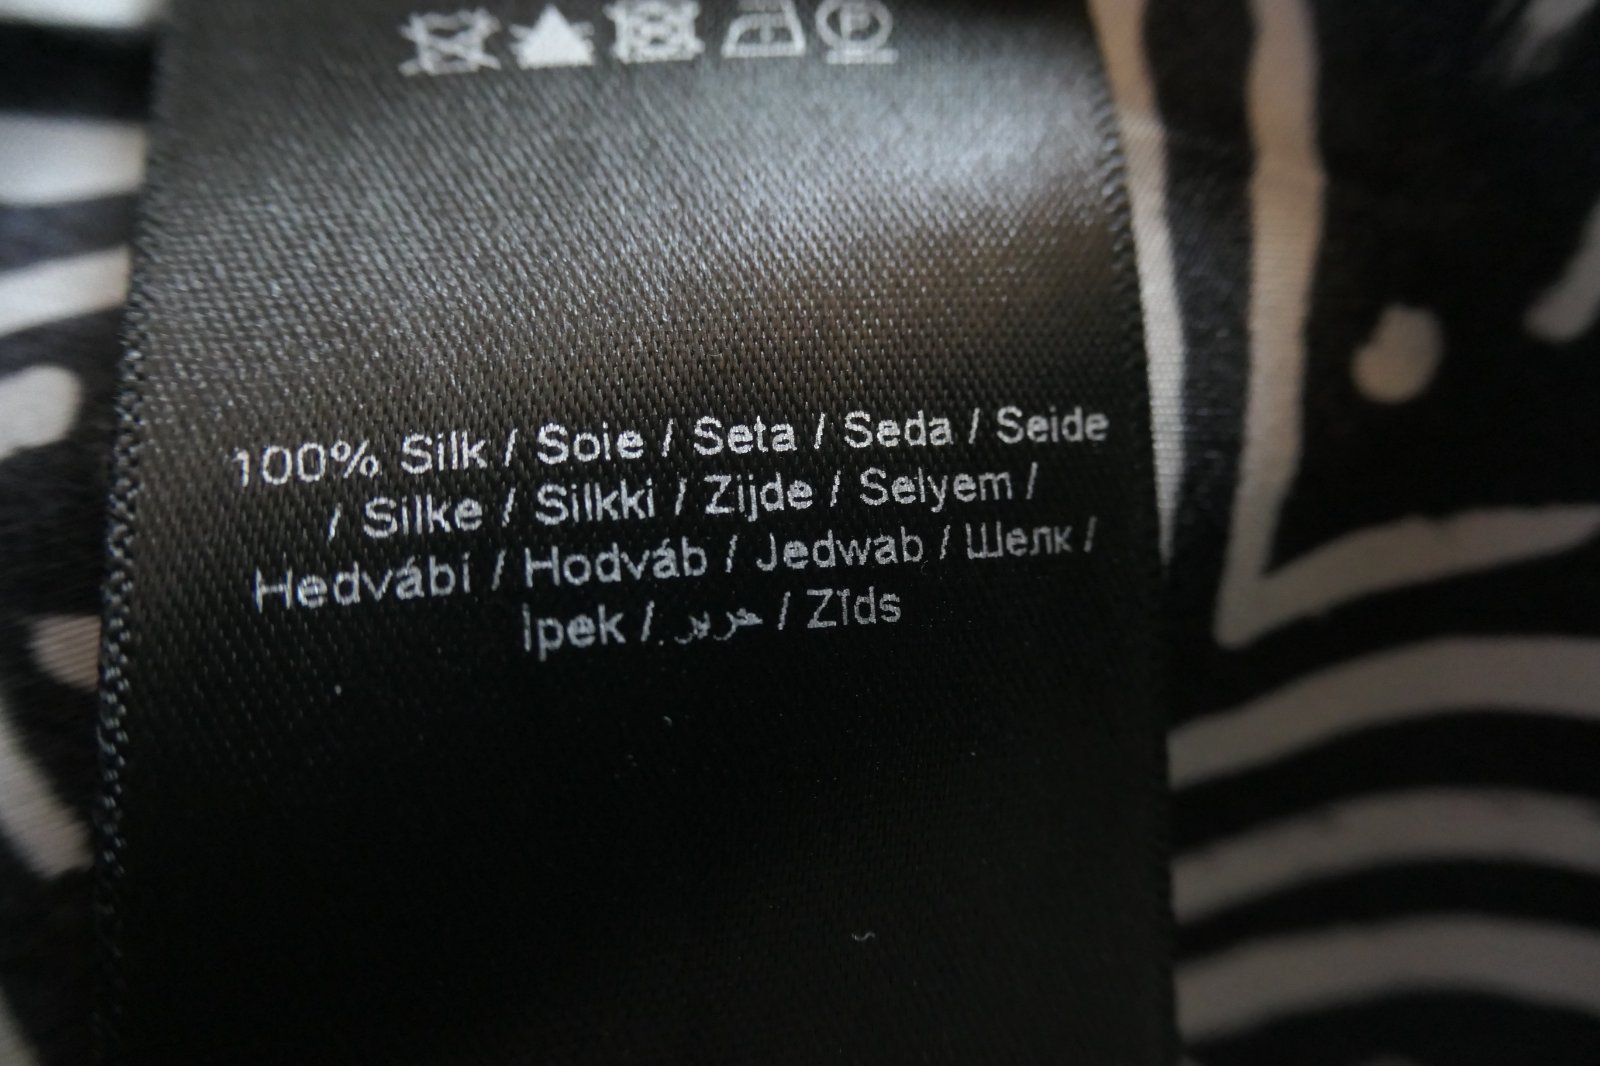 100% Silk / Soie / Seta / Seda / Seide
/ Silke / Silkki / Zijde / Selyem /
Hedvábí / Hodváb / Jedwab / Шелк /
İpek / حرير / Zīds